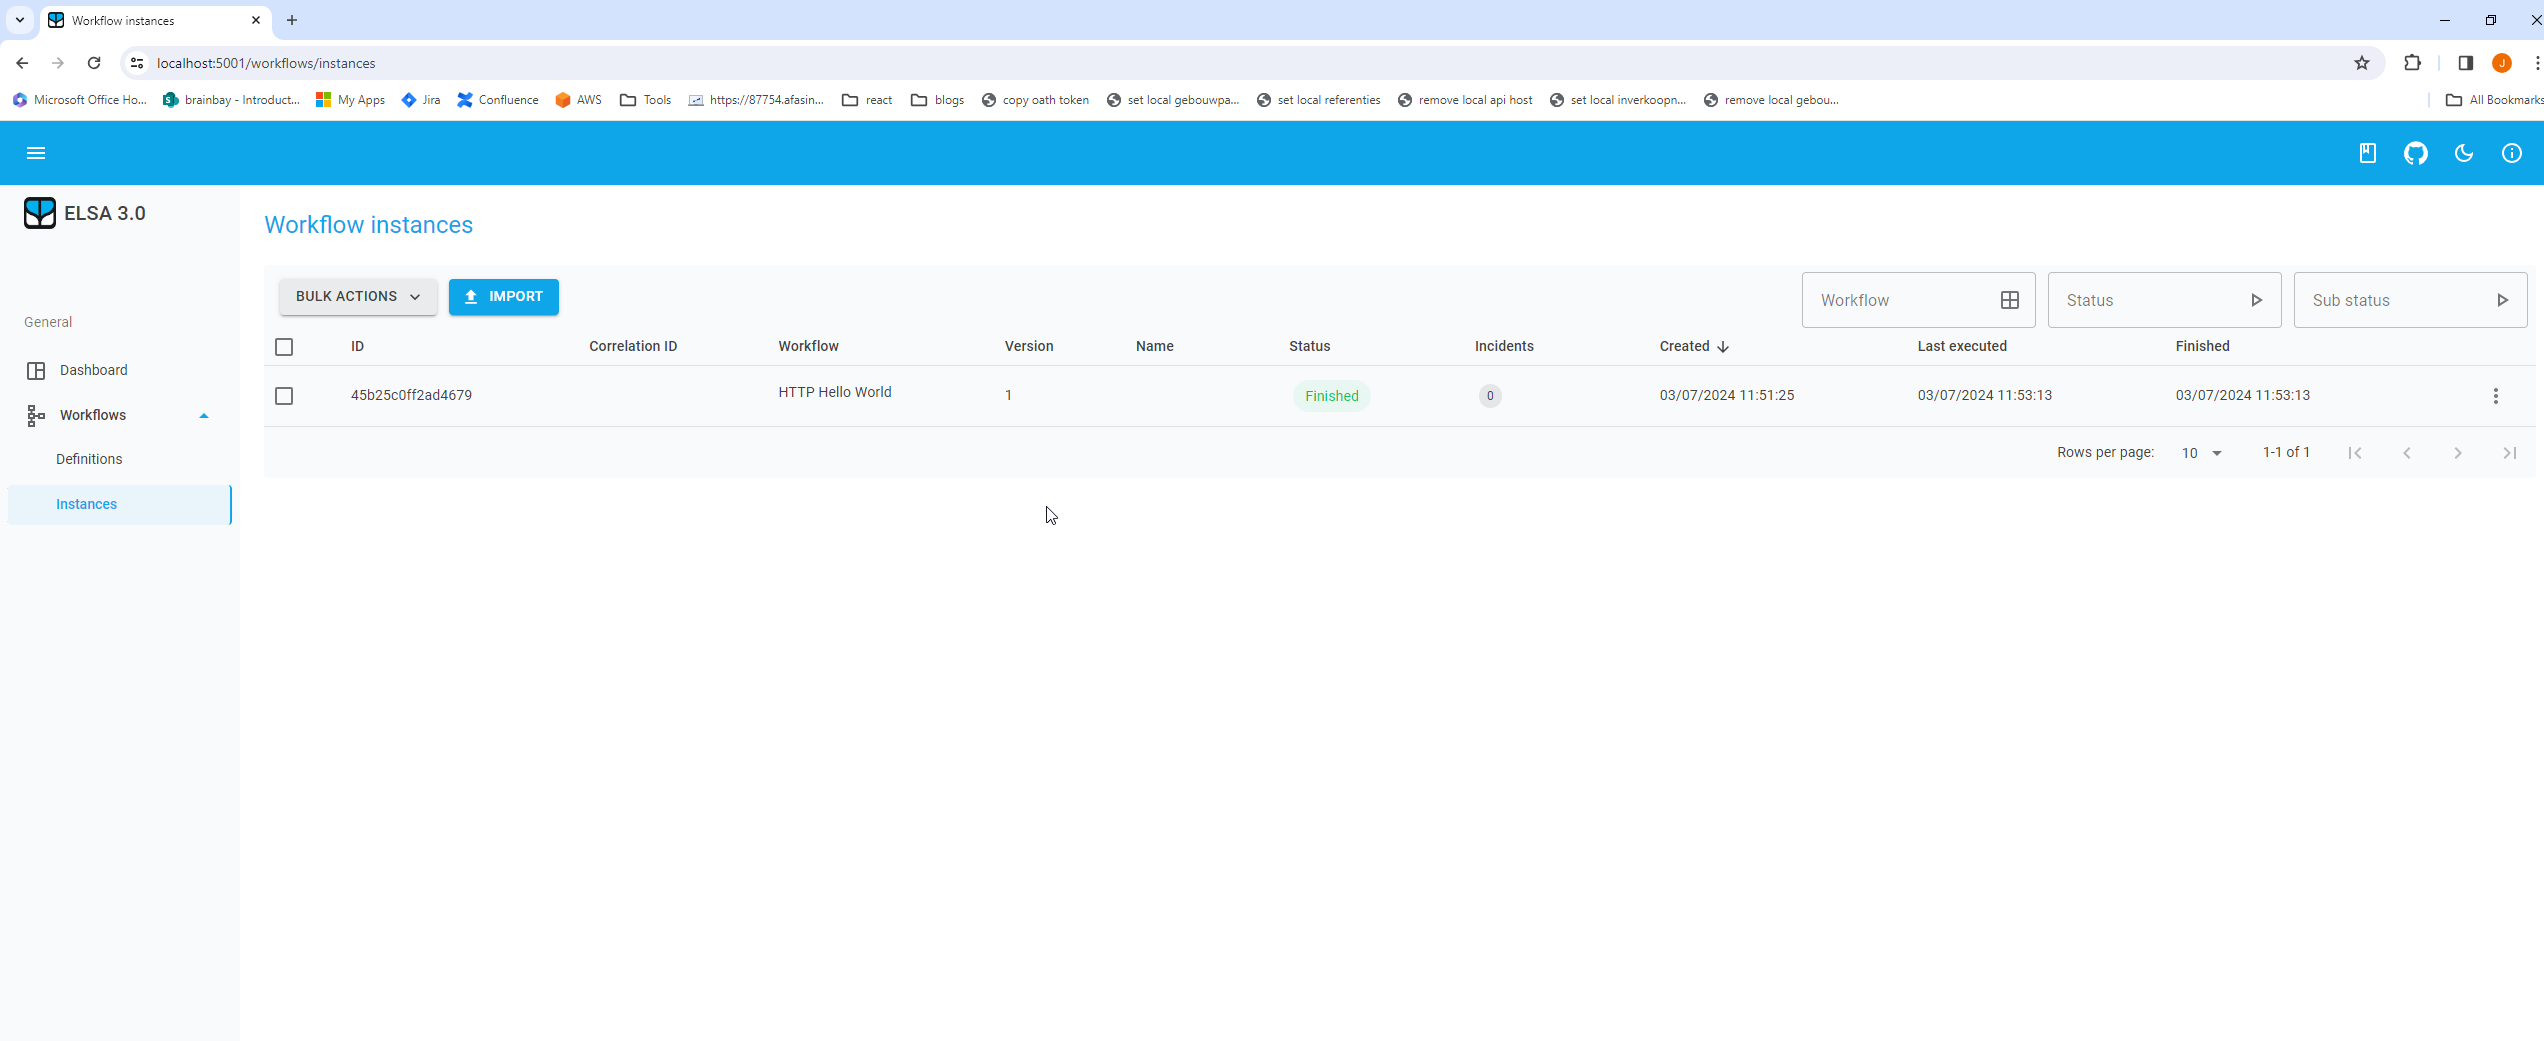 Workflow instances
localhost:5001/workflows/instances
Microsoft Office Ho... brainbay - Introduct... My Apps Jira Confluence AWS Tools https://87754.afasin... react blogs copy oath token set local gebouwpa... set local referenties remove local api host set local inverkoopn... remove local gebou... All Bookmarks
J
ELSA 3.0
General
Dashboard
Workflows
Definitions
Instances
Workflow instances
BULK ACTIONS IMPORT Workflow Status Sub status
ID Correlation ID Workflow Version Name Status Incidents Created Last executed Finished
45b25c0ff2ad4679 HTTP Hello World 1 Finished 0 03/07/2024 11:51:25 03/07/2024 11:53:13 03/07/2024 11:53:13
Rows per page: 10 1-1 of 1